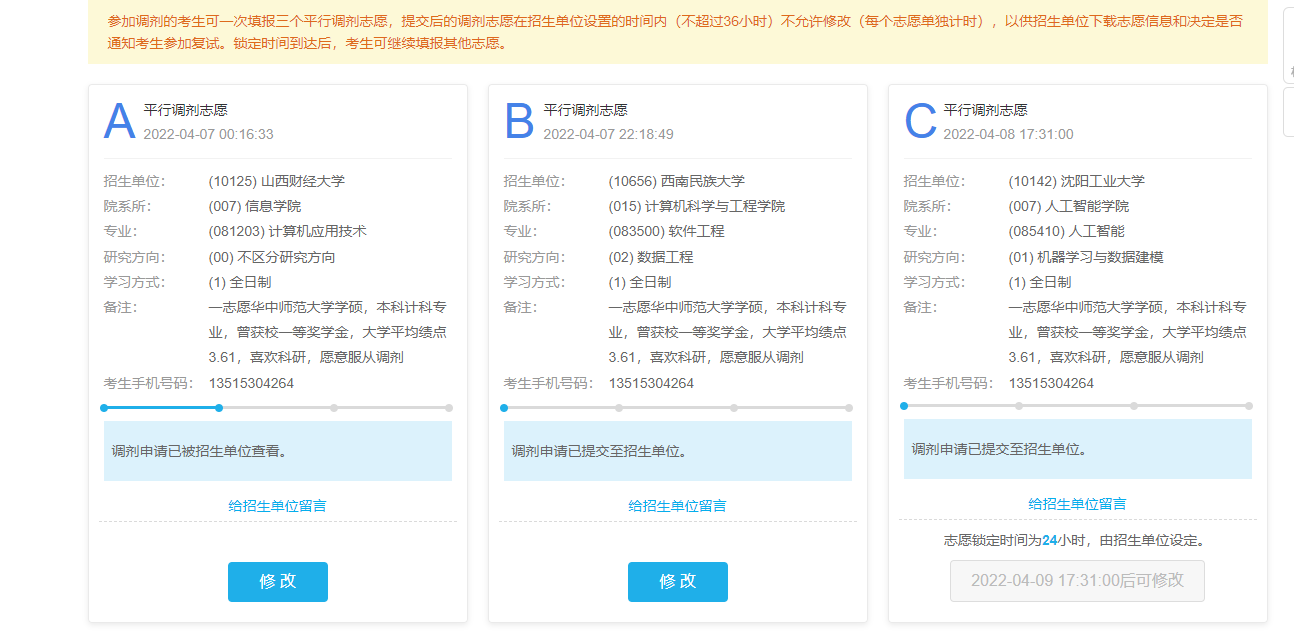 参加调剂的考生可一次填报三个平行调剂志愿，提交后的调剂志愿在招生单位设置的时间内（不超过36小时）不允许修改（每个志愿单独计时），以供招生单位下载志愿信息和决定是否
通知考生参加复试。锁定时间到达后，考生可继续填报其他志愿。
A 平行调剂志愿
2022-04-07 00:16:33
招生单位： (10125) 山西财经大学
院系所： (007) 信息学院
专业： (081203) 计算机应用技术
研究方向： (00) 不区分研究方向
学习方式： (1) 全日制
备注： 一志愿华中师范大学学硕，本科计科专
业，曾获校一等奖学金，大学平均绩点
3.61，喜欢科研，愿意服从调剂
考生手机号码： 13515304264
调剂申请已被招生单位查看。
给招生单位留言
修 改
B 平行调剂志愿
2022-04-07 22:18:49
招生单位： (10656) 西南民族大学
院系所： (015) 计算机科学与工程学院
专业： (083500) 软件工程
研究方向： (02) 数据工程
学习方式： (1) 全日制
备注： 一志愿华中师范大学学硕，本科计科专
业，曾获校一等奖学金，大学平均绩点
3.61，喜欢科研，愿意服从调剂
考生手机号码： 13515304264
调剂申请已提交至招生单位。
给招生单位留言
修 改
C 平行调剂志愿
2022-04-08 17:31:00
招生单位： (10142) 沈阳工业大学
院系所： (007) 人工智能学院
专业： (085410) 人工智能
研究方向： (01) 机器学习与数据建模
学习方式： (1) 全日制
备注： 一志愿华中师范大学学硕，本科计科专
业，曾获校一等奖学金，大学平均绩点
3.61，喜欢科研，愿意服从调剂
考生手机号码： 13515304264
调剂申请已提交至招生单位。
给招生单位留言
志愿锁定时间为24小时，由招生单位设定。
2022-04-09 17:31:00后可修改